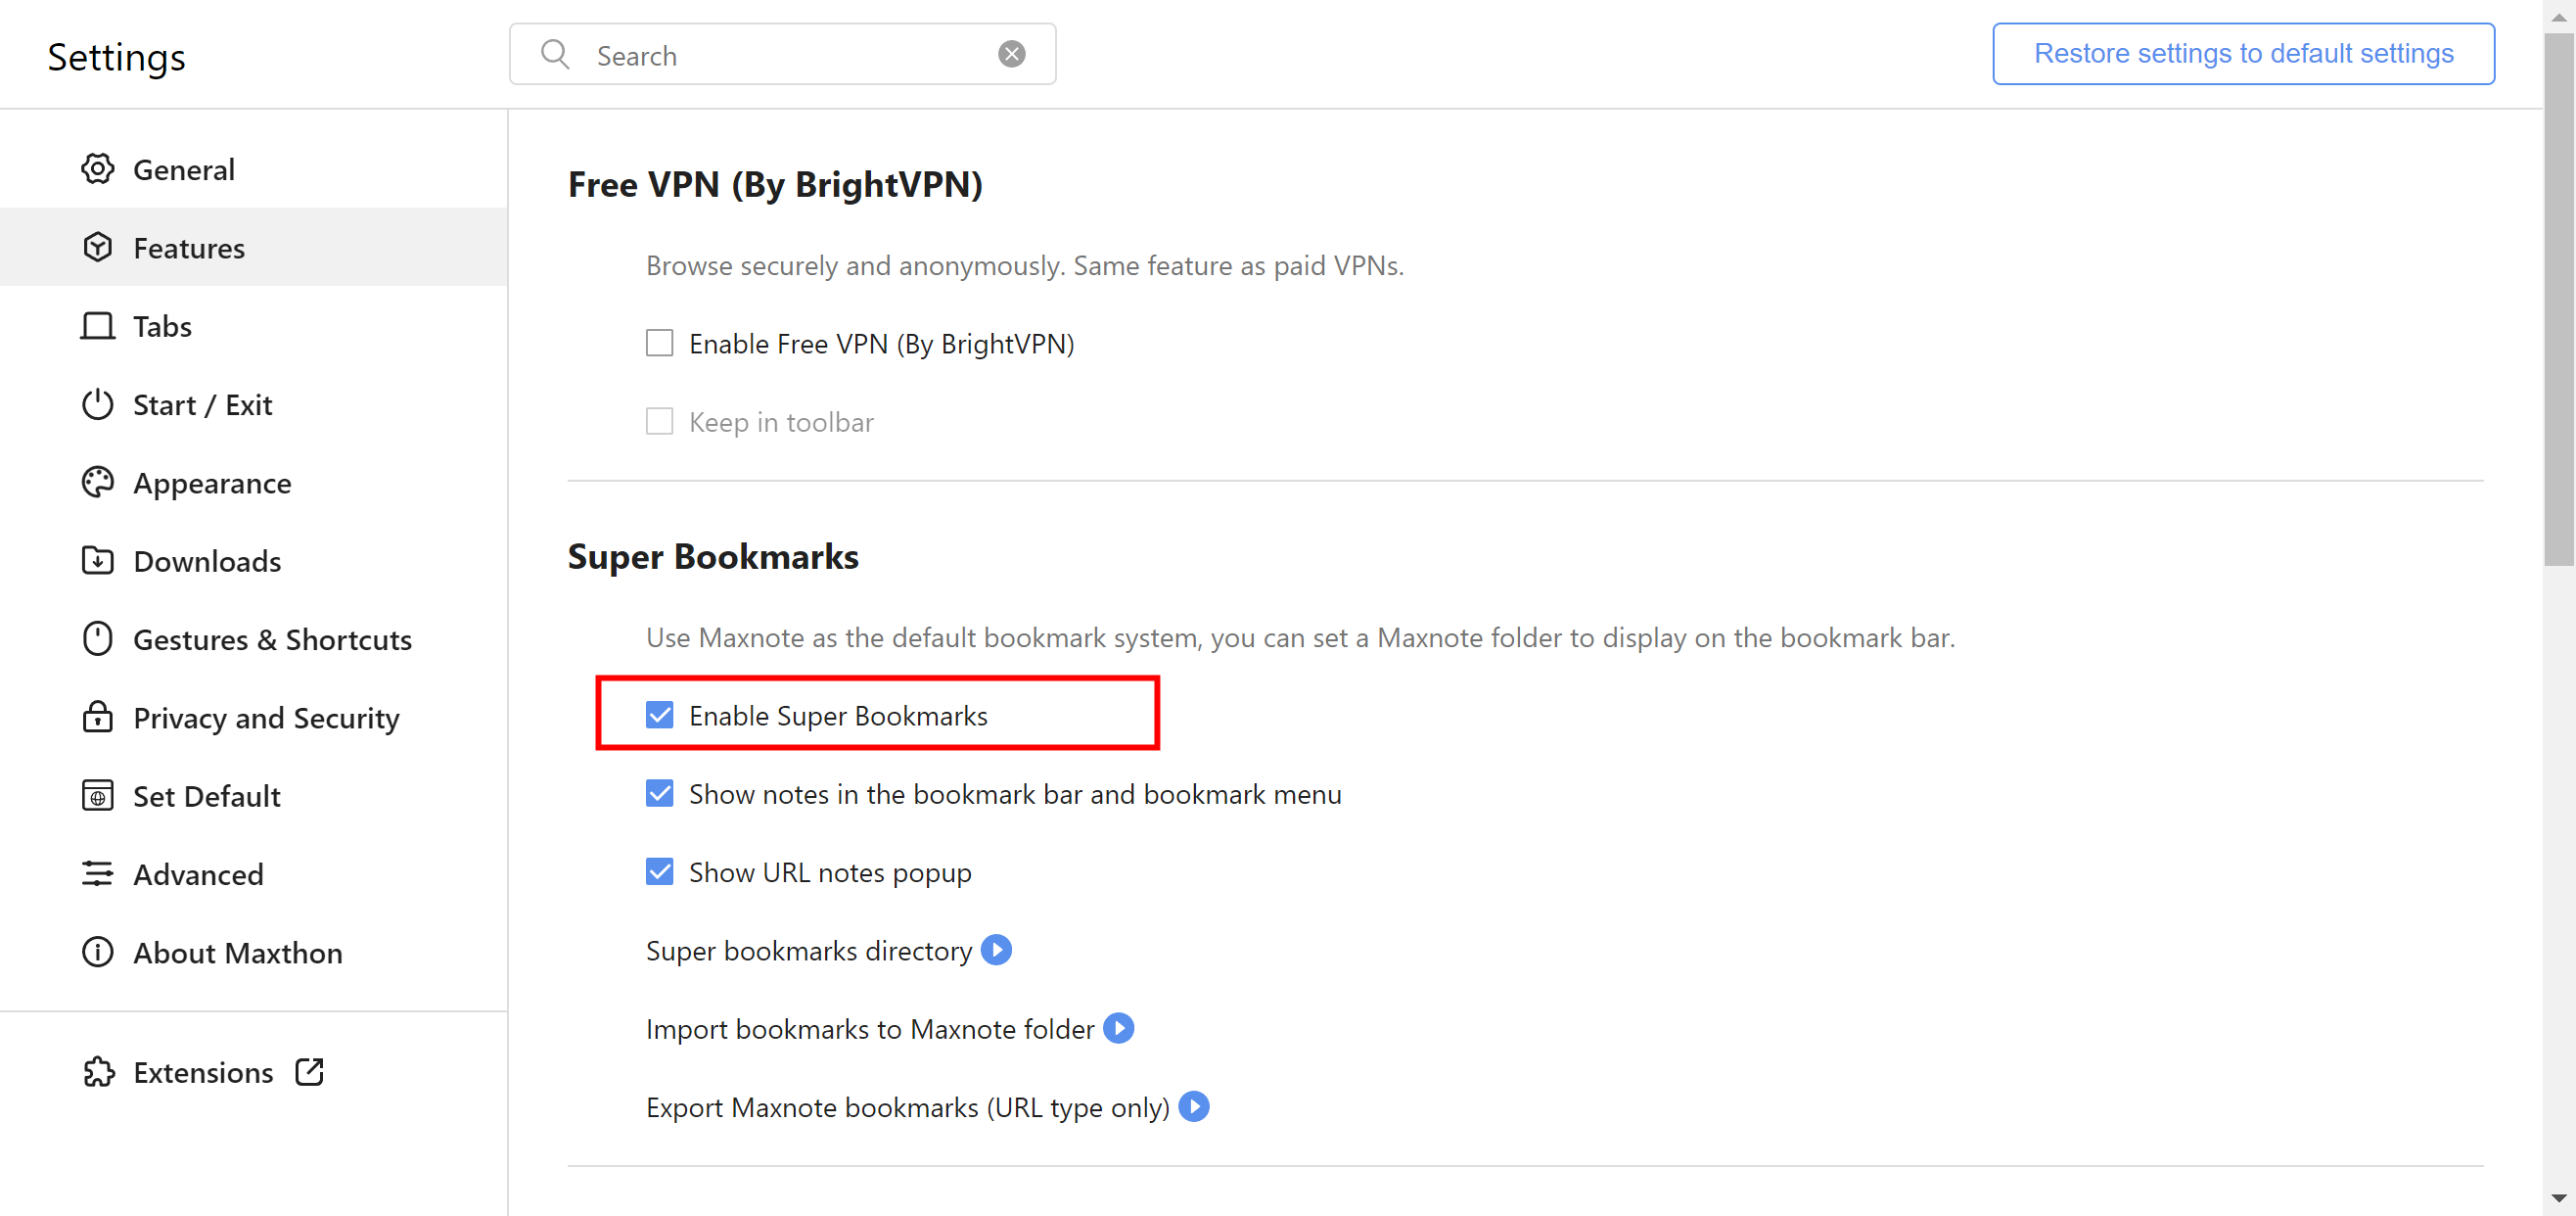 Settings
Search
Restore settings to default settings
General
Features
Tabs
Start / Exit
Appearance
Downloads
Gestures & Shortcuts
Privacy and Security
Set Default
Advanced
About Maxthon
Extensions
Free VPN (By BrightVPN)
Browse securely and anonymously. Same feature as paid VPNs.
Enable Free VPN (By BrightVPN)
Keep in toolbar
Super Bookmarks
Use Maxnote as the default bookmark system, you can set a Maxnote folder to display on the bookmark bar.
Enable Super Bookmarks
Show notes in the bookmark bar and bookmark menu
Show URL notes popup
Super bookmarks directory
Import bookmarks to Maxnote folder
Export Maxnote bookmarks (URL type only)